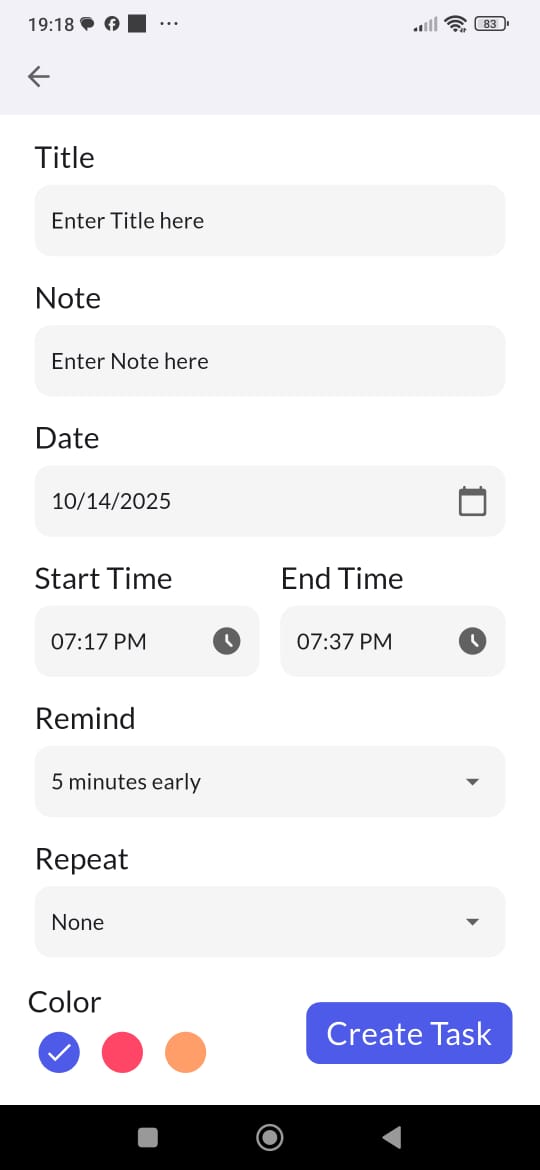 19:18 ··· 83
Title
Enter Title here
Note
Enter Note here
Date
10/14/2025
Start Time End Time
07:17 PM 07:37 PM
Remind
5 minutes early
Repeat
None
Color
Create Task